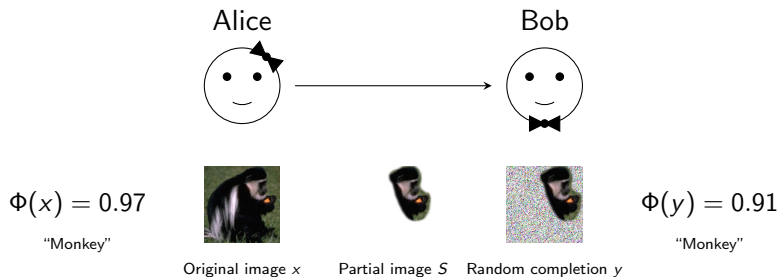 Alice
Bob
Φ(x) = 0.97
Φ(y) = 0.91
“Monkey”
“Monkey”
Original image x
Partial image S
Random completion y